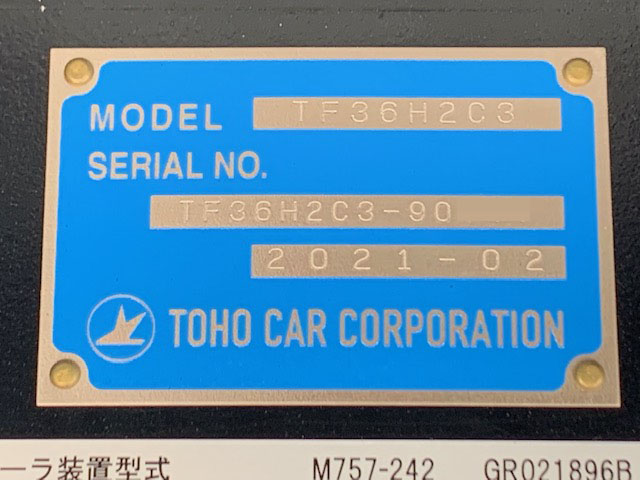 MODEL TF36H2C3
SERIAL NO.
TF36H2C3-90
2021-02
TOHO CAR CORPORATION
ーラ装置型式 M757-242 GR021896B